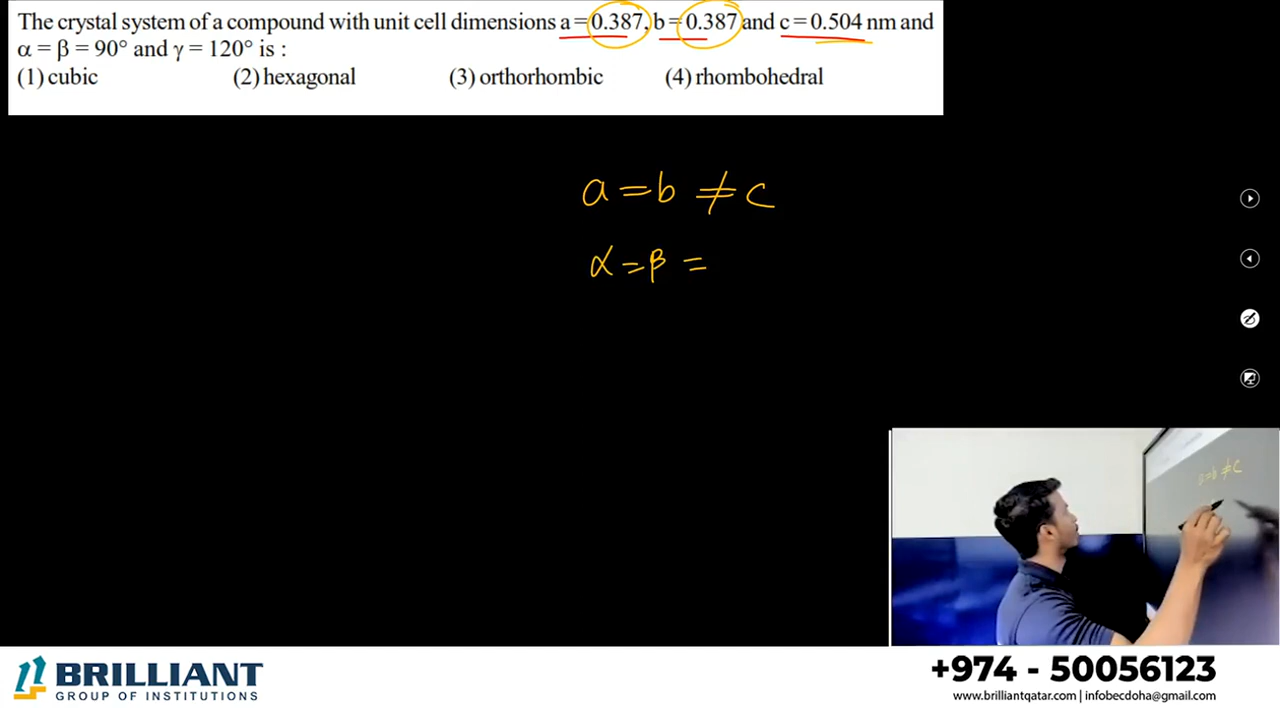 The crystal system of a compound with unit cell dimensions a = 0.387, b = 0.387 and c = 0.504 nm and
α = β = 90° and γ = 120° is :
(1) cubic (2) hexagonal (3) orthorhombic (4) rhombohedral
a = b ≠ c
α = β =
a=b ≠ c
BRILLIANT
GROUP OF INSTITUTIONS
+974 - 50056123
www.brilliantqatar.com | infobecdoha@gmail.com